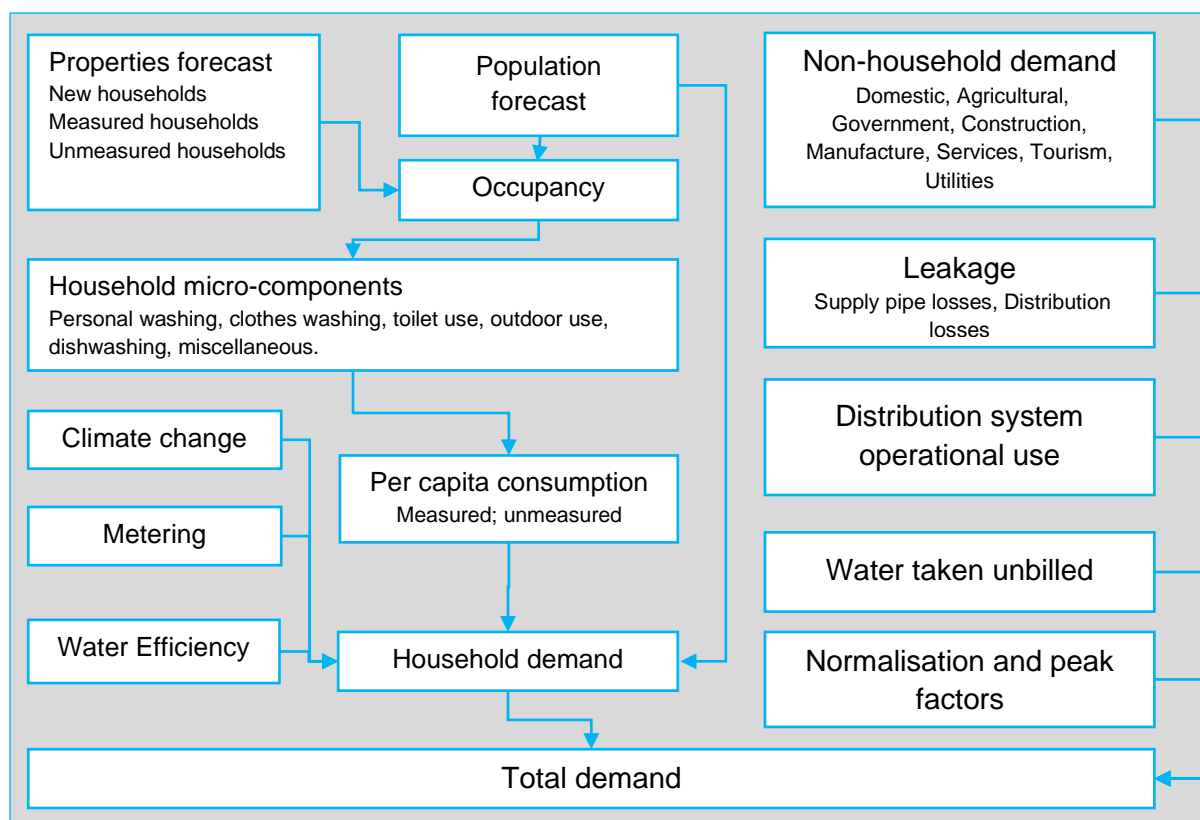 Properties forecast
New households
Measured households
Unmeasured households
Population
forecast
Occupancy
Household micro-components
Personal washing, clothes washing, toilet use, outdoor use,
dishwashing, miscellaneous.
Climate change
Metering
Water Efficiency
Per capita consumption
Measured; unmeasured
Household demand
Non-household demand
Domestic, Agricultural,
Government, Construction,
Manufacture, Services, Tourism,
Utilities
Leakage
Supply pipe losses, Distribution
losses
Distribution system
operational use
Water taken unbilled
Normalisation and peak
factors
Total demand